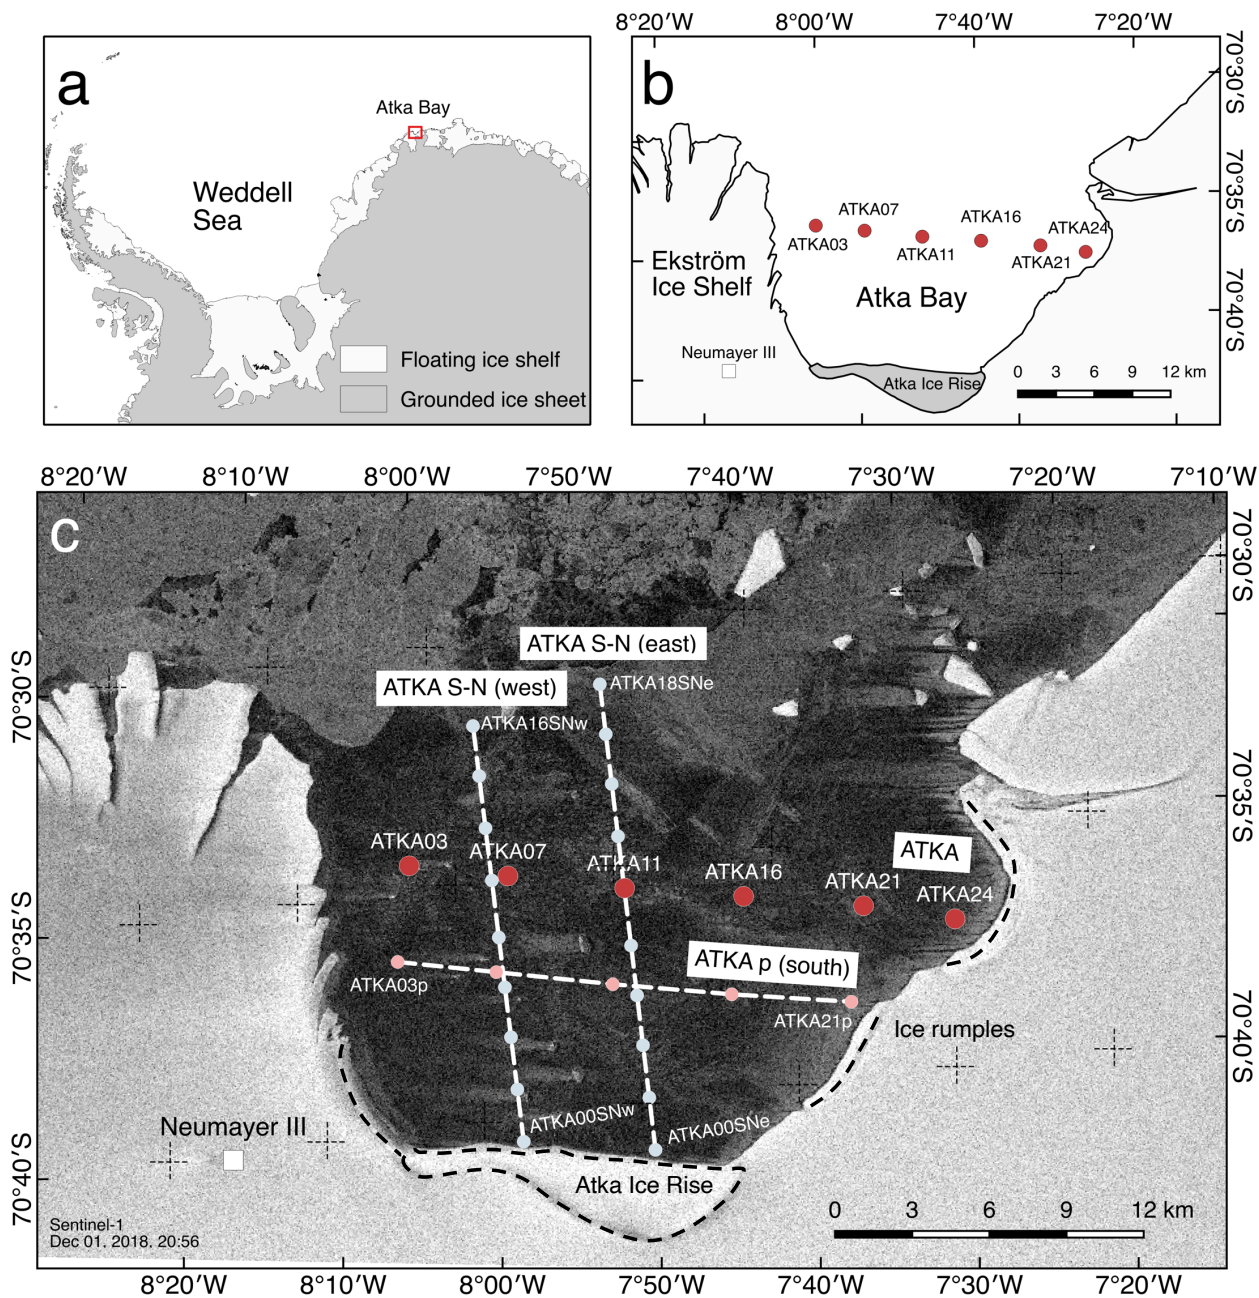 a
Atka Bay
Weddell
Sea
Floating ice shelf
Grounded ice sheet
8°20′W 8°00′W 7°40′W 7°20′W
b
70°30′S
70°35′S
70°40′S
ATKA03
ATKA07
ATKA11
ATKA16
ATKA21
ATKA24
Ekström
Ice Shelf
Atka Bay
Neumayer III
Atka Ice Rise
0 3 6 9 12 km
8°20′W 8°10′W 8°00′W 7°50′W 7°40′W 7°30′W 7°20′W 7°10′W
c
70°30′S
70°35′S
70°40′S
70°30′S
70°35′S
70°40′S
ATKA S-N (east)
ATKA S-N (west)
ATKA18SNe
ATKA16SNw
ATKA03
ATKA07
ATKA11
ATKA16
ATKA21
ATKA
ATKA24
ATKA p (south)
ATKA03p
ATKA21p
Ice rumples
ATKA00SNw
ATKA00SNe
Neumayer III
Atka Ice Rise
Sentinel-1
Dec 01, 2018, 20:56
0 3 6 9 12 km
8°20′W 8°10′W 8°00′W 7°50′W 7°40′W 7°30′W 7°20′W